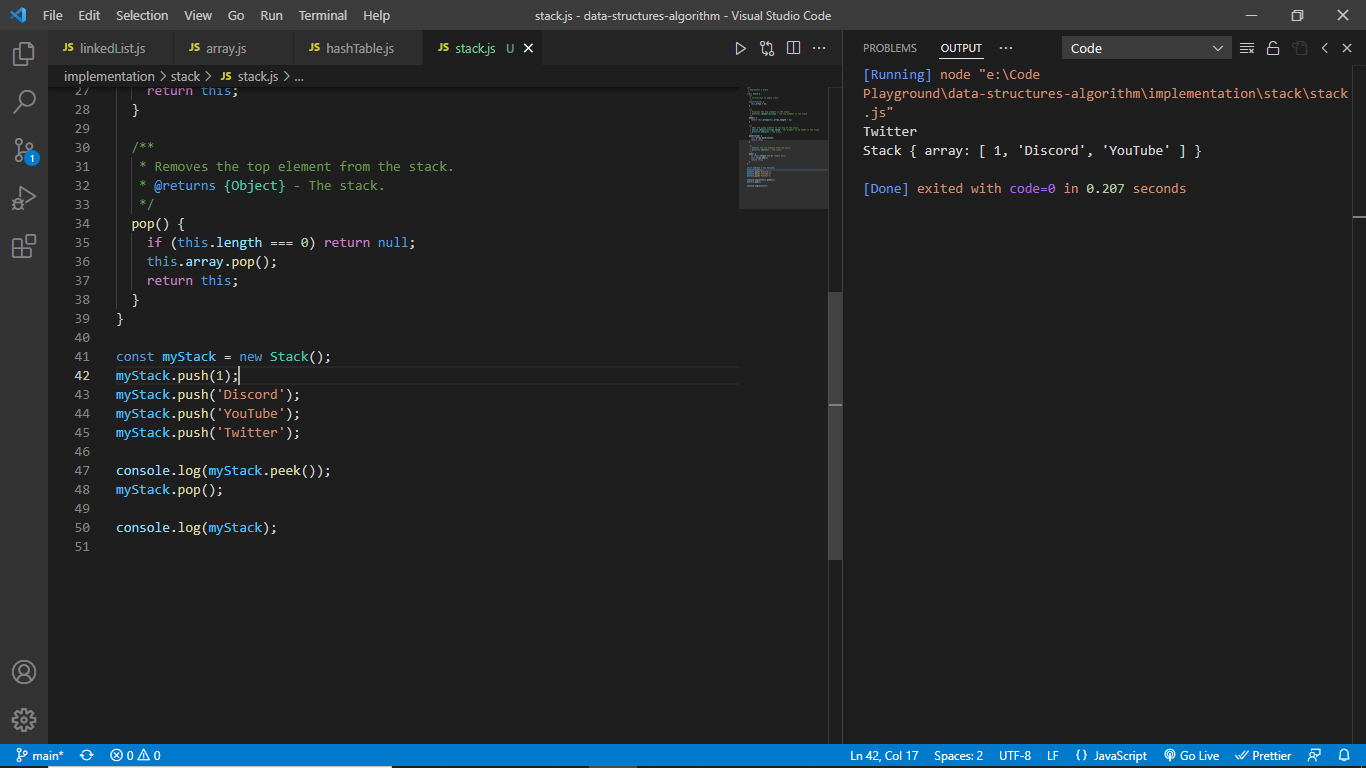 File Edit Selection View Go Run Terminal Help
stack.js - data-structures-algorithm - Visual Studio Code
JS linkedList.js
JS array.js
JS hashTable.js
JS stack.js U
implementation > stack > JS stack.js > ...
27 return this;
28 }
29
30 /**
31 * Removes the top element from the stack.
32 * @returns {Object} - The stack.
33 */
34 pop() {
35 if (this.length === 0) return null;
36 this.array.pop();
37 return this;
38 }
39 }
40
41 const myStack = new Stack();
42 myStack.push(1);
43 myStack.push('Discord');
44 myStack.push('YouTube');
45 myStack.push('Twitter');
46
47 console.log(myStack.peek());
48 myStack.pop();
49
50 console.log(myStack);
51
PROBLEMS OUTPUT ··· Code
[Running] node "e:\Code
Playground\data-structures-algorithm\implementation\stack\stack
.js"
Twitter
Stack { array: [ 1, 'Discord', 'YouTube' ] }
[Done] exited with code=0 in 0.207 seconds
1
main* 0 0 Ln 42, Col 17 Spaces: 2 UTF-8 LF {} JavaScript Go Live Prettier